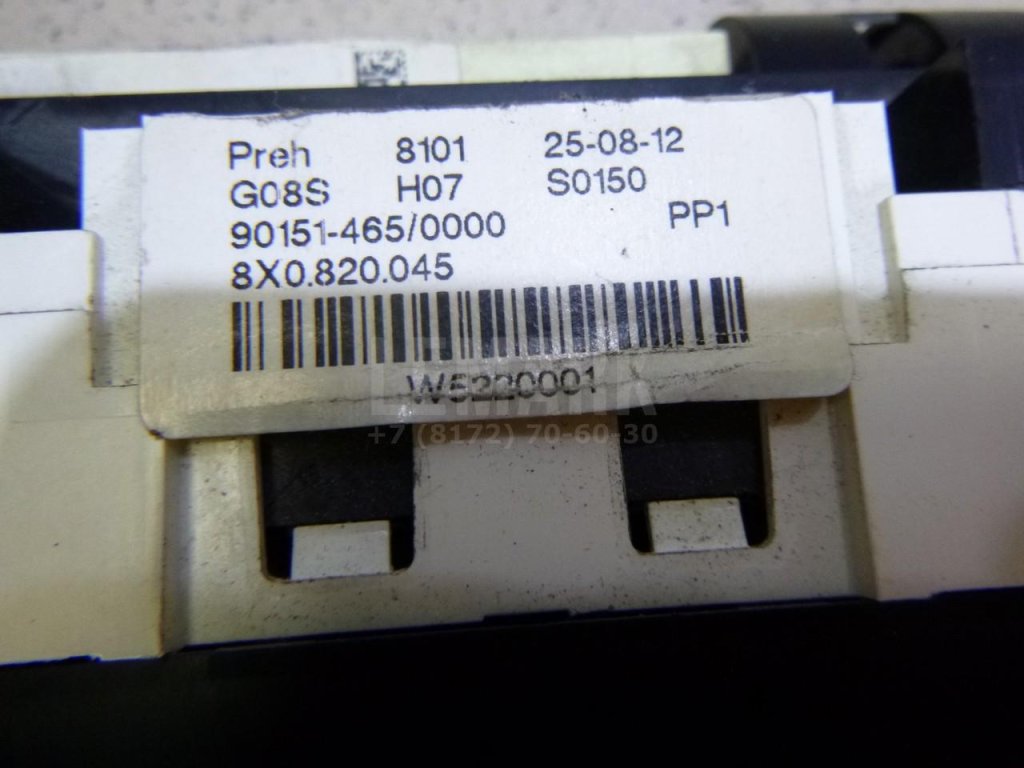 Preh 8101 25-08-12
G08S H07 S0150
90151-465/0000 PP1
8X0.820.045
W5220001
LEMARK
+7 (8172) 70-60-30